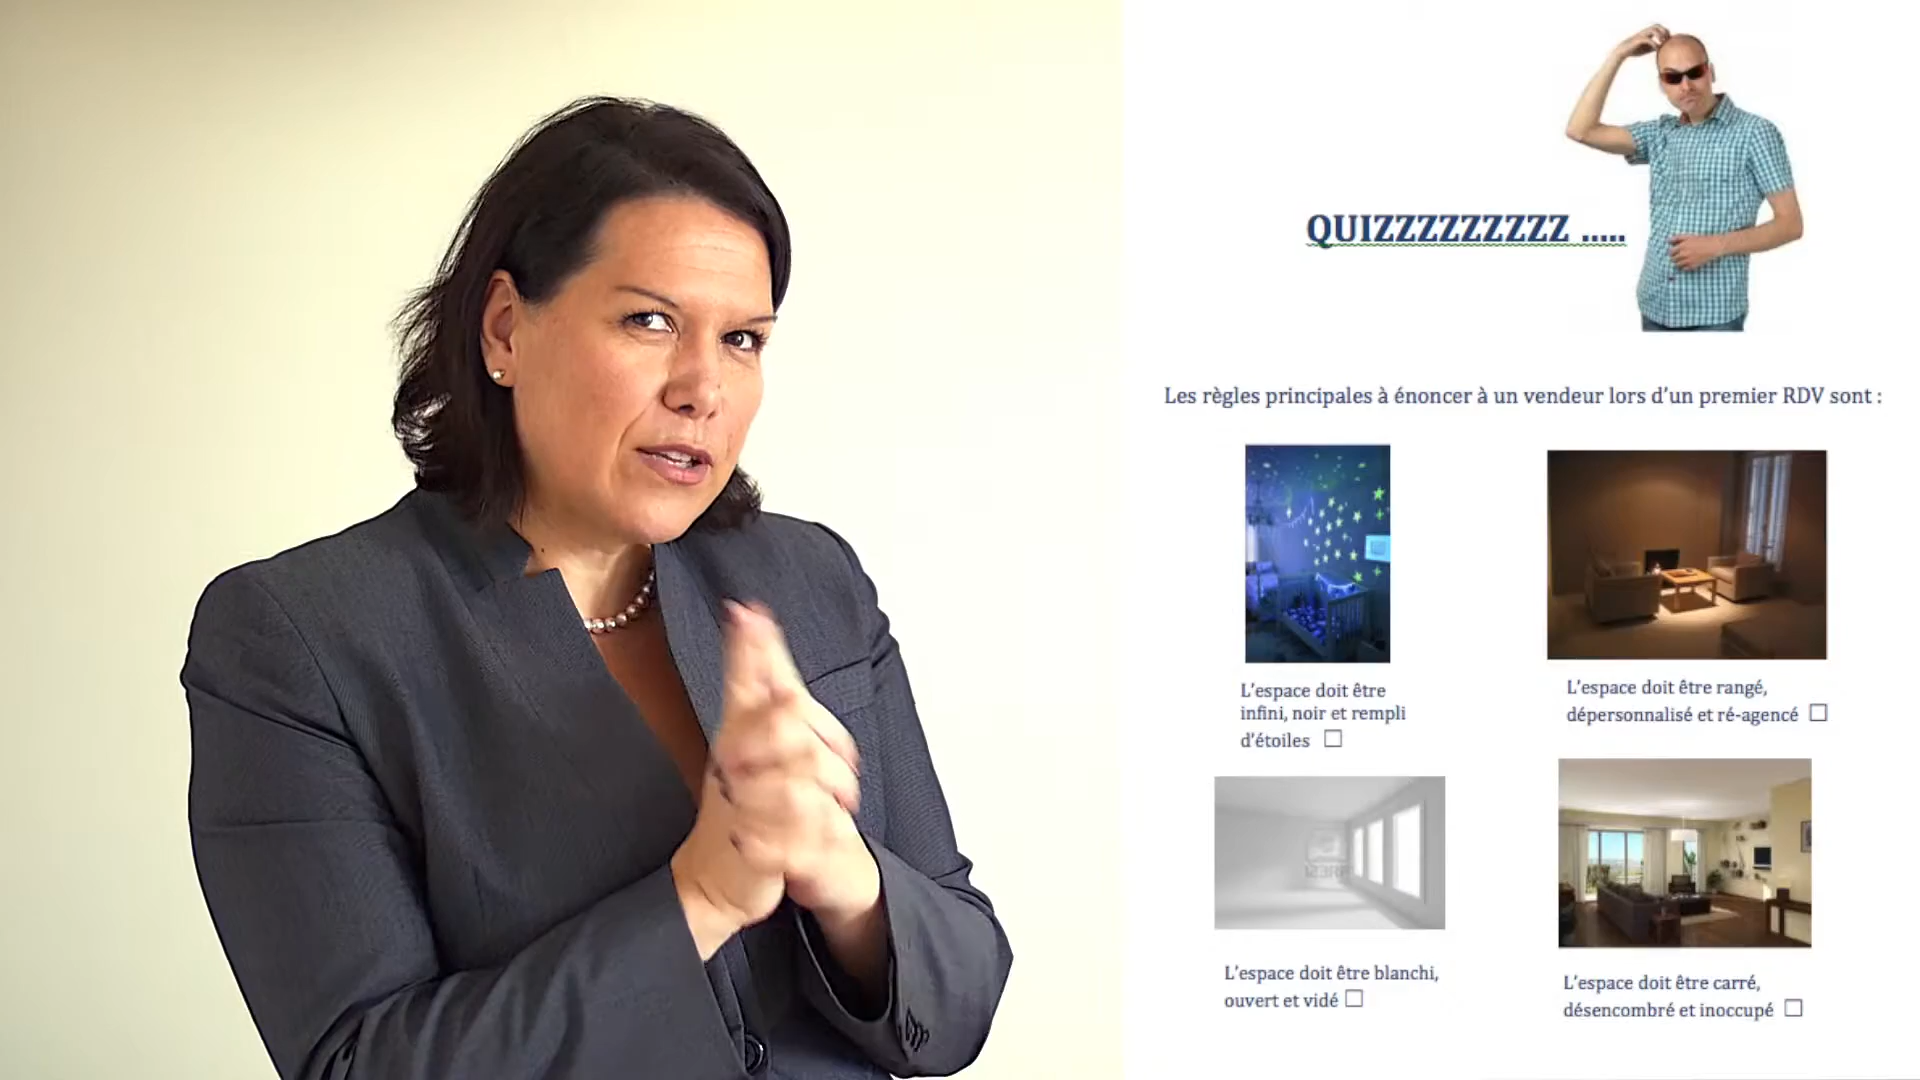 QUIZZZZZZZZZ .....
Les règles principales à énoncer à un vendeur lors d'un premier RDV sont :
L'espace doit être
infini, noir et rempli
d'étoiles
L'espace doit être rangé,
dépersonnalisé et ré-agencé
L'espace doit être blanchi,
ouvert et vidé
L'espace doit être carré,
désencombré et inoccupé